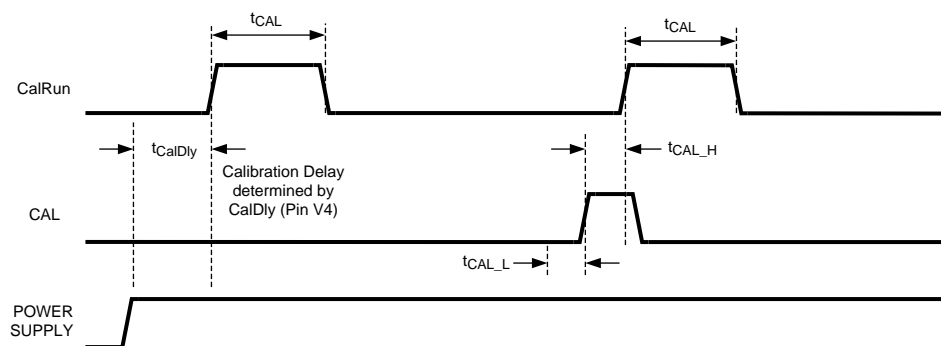 tCAL
tCAL
CalRun
tCalDly
tCAL_H
Calibration Delay
determined by
CalDly (Pin V4)
CAL
tCAL_L
POWER
SUPPLY